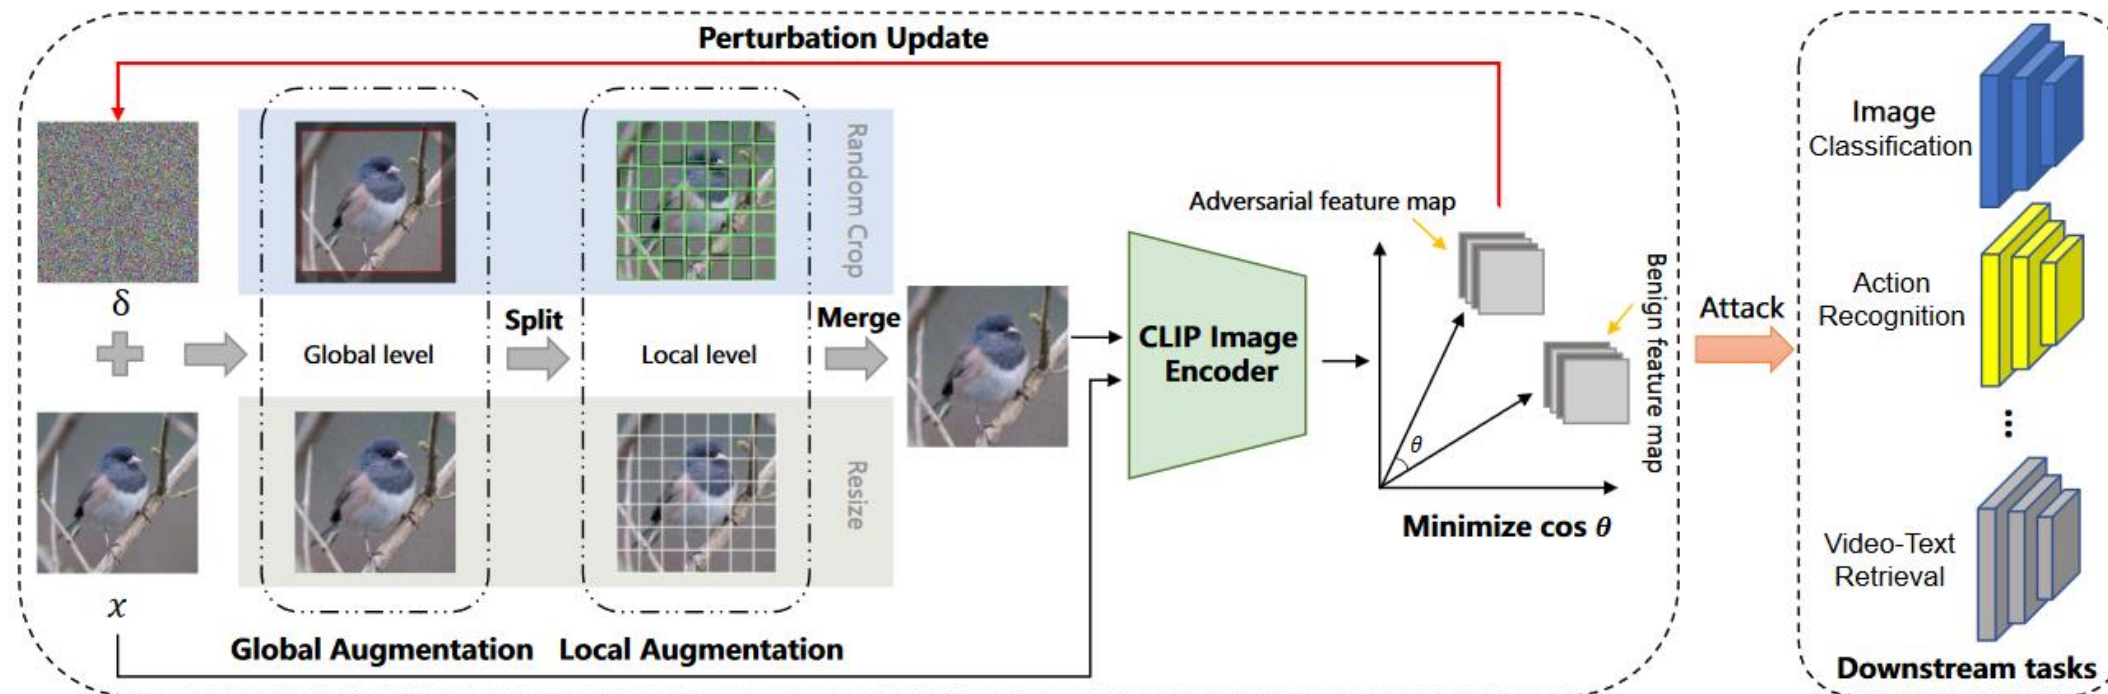 Perturbation Update
δ
x
Random Crop
Global level
Split
Local level
Merge
Resize
Global Augmentation
Local Augmentation
CLIP Image
Encoder
Adversarial feature map
Benign feature map
θ
Minimize cos θ
Attack
Image
Classification
Action
Recognition
...
Video-Text
Retrieval
Downstream tasks